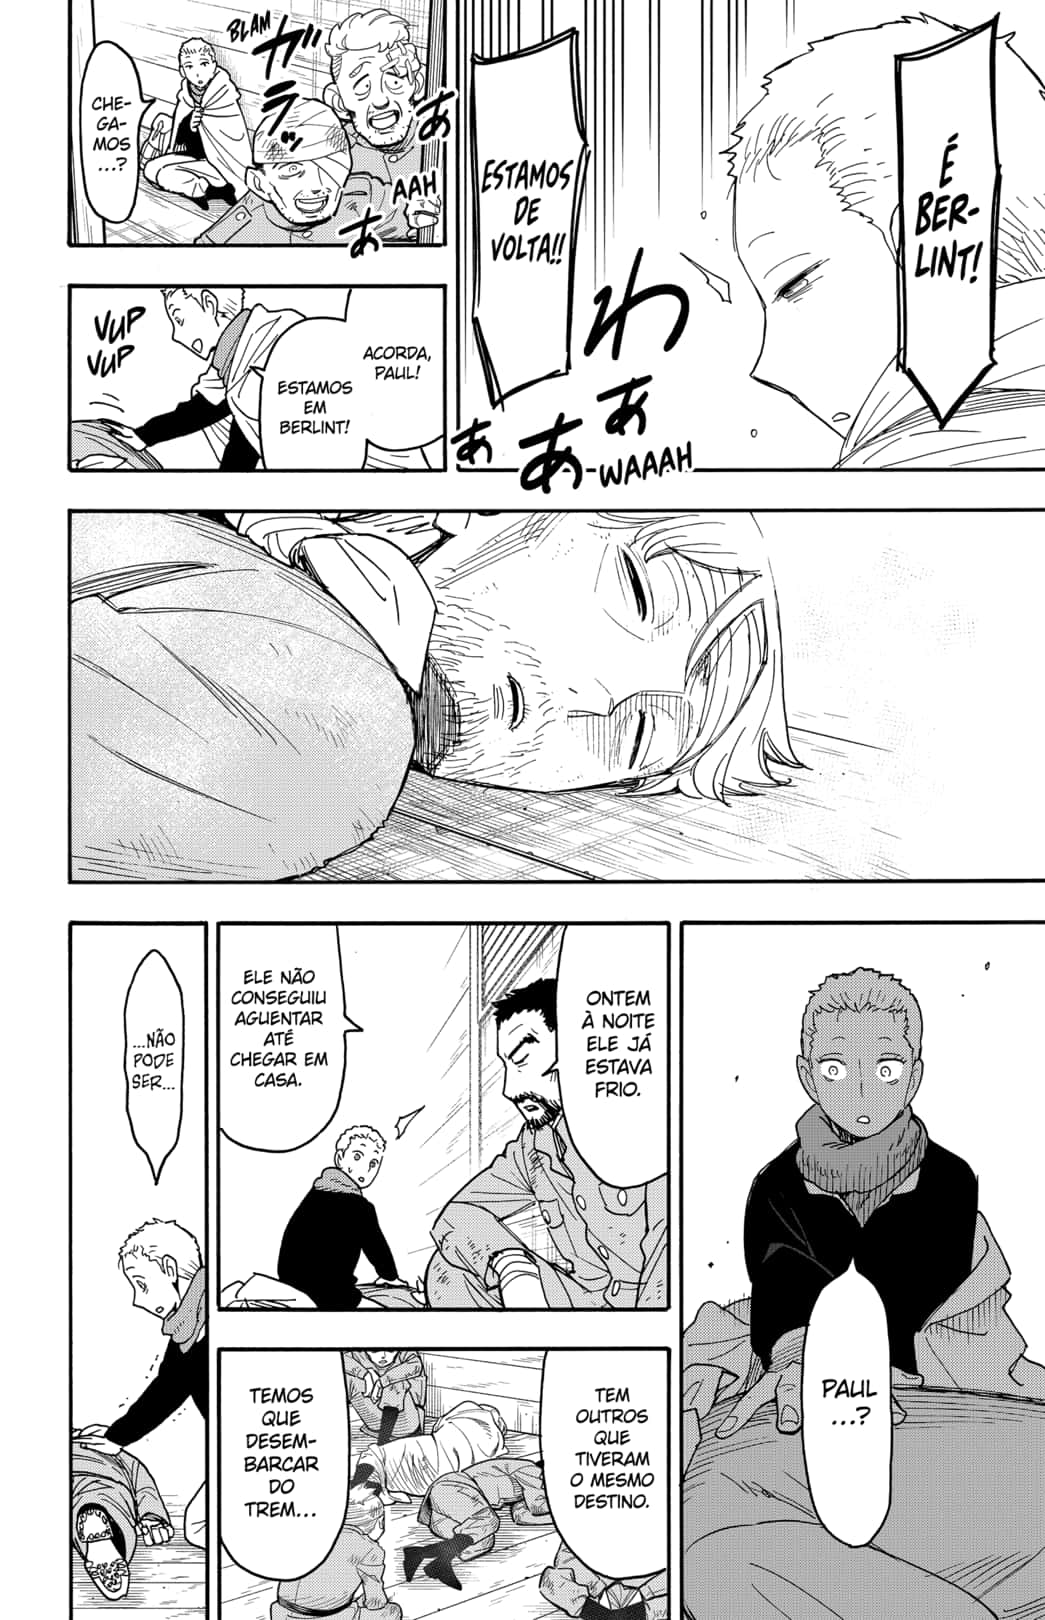 É
BER-
LINT!
ESTAMOS
DE
VOLTA!!
わ
ああ
あ
WAAAH
BLAM
ガ
ラッ
CHE-
GA-
MOS
...?
あ
AAH
あ
ACORDA,
PAUL!
ESTAMOS
EM
BERLINT!
VUP
VUP
PAUL
...?
ONTEM
À NOITE
ELE JÁ
ESTAVA
FRIO.
ELE NÃO
CONSEGUIU
AGUENTAR
ATÉ
CHEGAR EM
CASA.
TEM
OUTROS
QUE
TIVERAM
O MESMO
DESTINO.
TEMOS
QUE
DESEM-
BARCAR
DO
TREM...
...NÃO
PODE
SER...